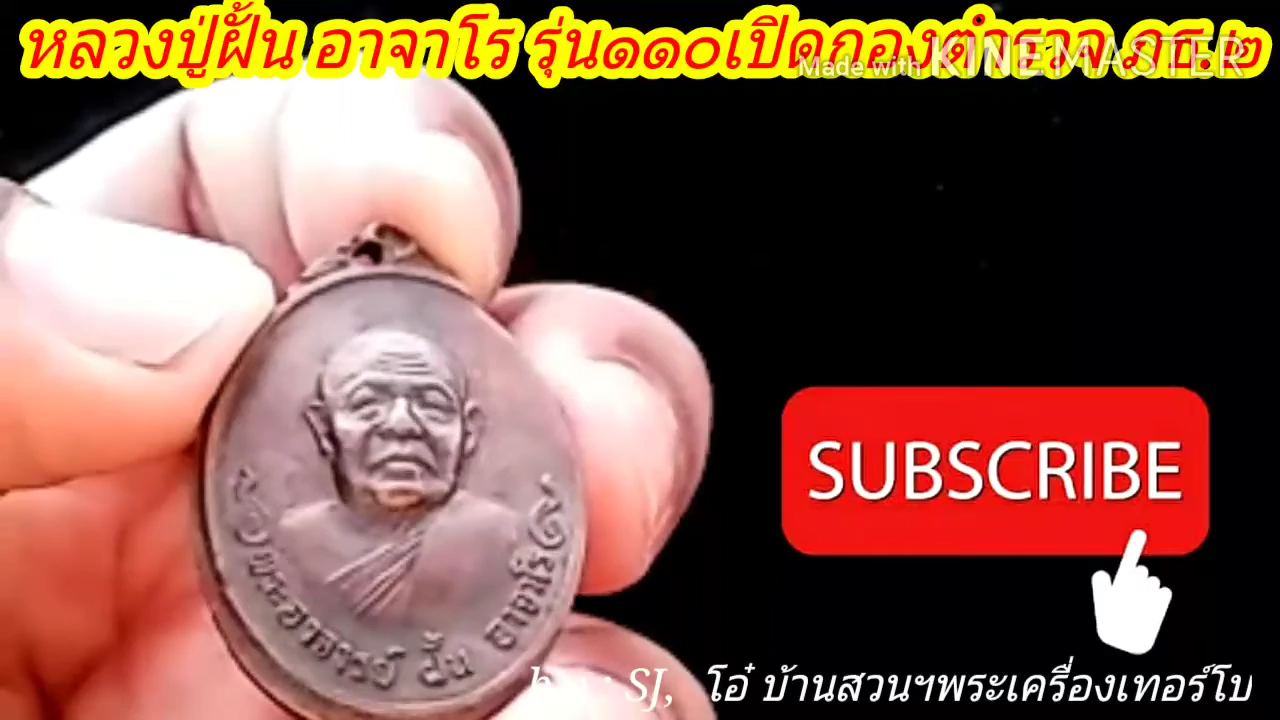 หลวงปู่ฝั้น อาจาโร รุ่น๑๑๐เปิดกองตำรวจ ภธ.๒
Made with KINEMASTER
SUBSCRIBE
พระอาจารย์ ฝั้น อาจาโร
SJ, โอ๋ บ้านสวนฯพระเครื่องเทอร์โบ